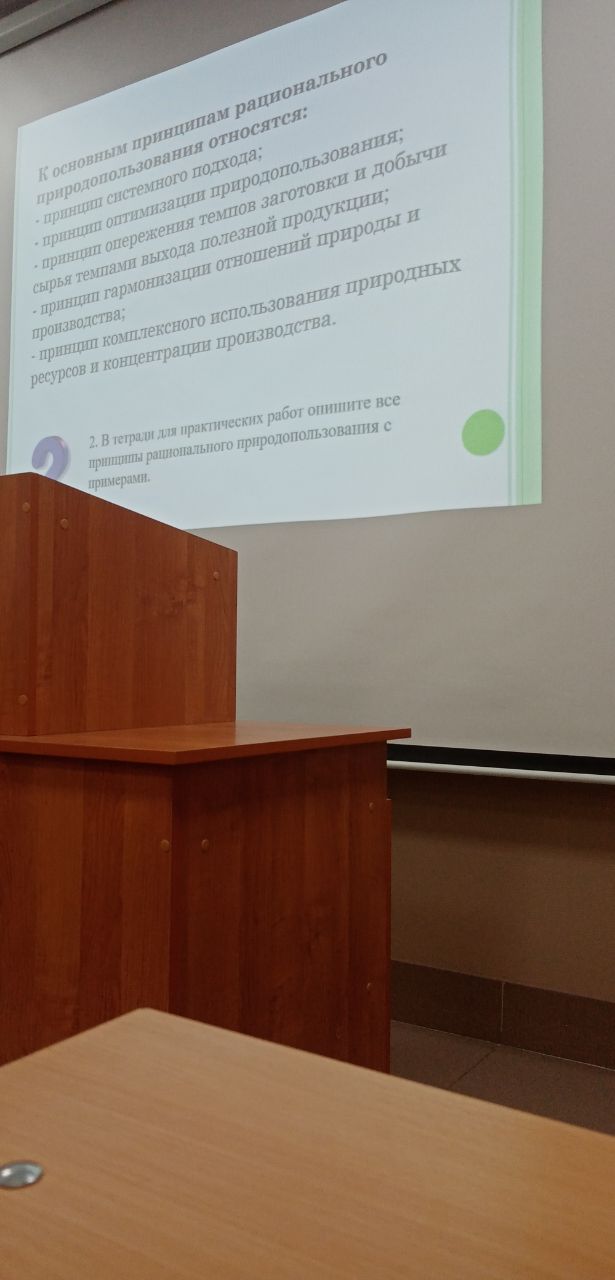 К основным принципам рационального
природопользования относятся:
- принцип системного подхода;
- принцип оптимизации природопользования;
- принцип опережения темпов заготовки и добычи
сырья темпами выхода полезной продукции;
- принцип гармонизации отношений природы и
производства;
- принцип комплексного использования природных
ресурсов и концентрации производства.
2. В тетради для практических работ опишите все
принципы рационального природопользования с
примерами.